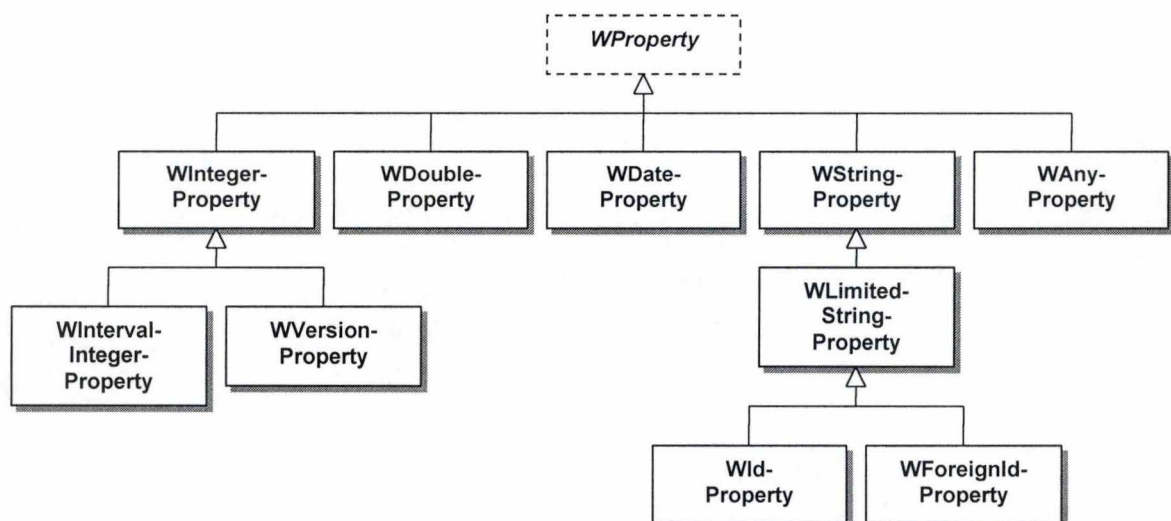 WProperty
WInteger-
Property
WDouble-
Property
WDate-
Property
WString-
Property
WAny-
Property
WInterval-
Integer-
Property
WVersion-
Property
WLimited-
String-
Property
WId-
Property
WForeignId-
Property